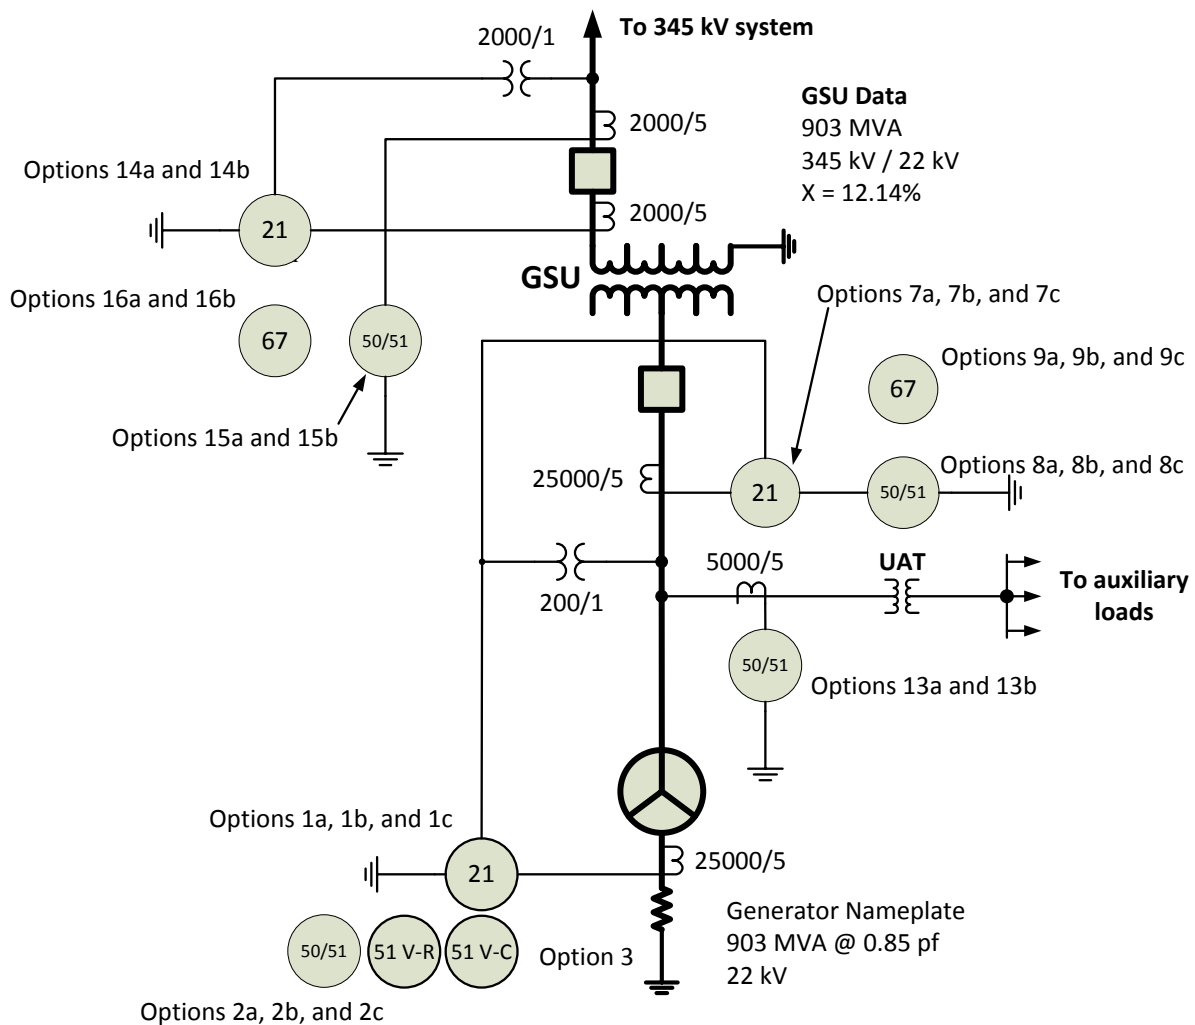 To 345 kV system
2000/1
GSU Data
903 MVA
345 kV / 22 kV
X = 12.14%
2000/5
Options 14a and 14b
2000/5
21
GSU
Options 16a and 16b
Options 7a, 7b, and 7c
67
50/51
Options 9a, 9b, and 9c
67
Options 15a and 15b
Options 8a, 8b, and 8c
25000/5
21
50/51
5000/5
UAT
To auxiliary
loads
200/1
50/51
Options 13a and 13b
Options 1a, 1b, and 1c
21
25000/5
Generator Nameplate
903 MVA @ 0.85 pf
22 kV
50/51
51 V-R
51 V-C
Option 3
Options 2a, 2b, and 2c